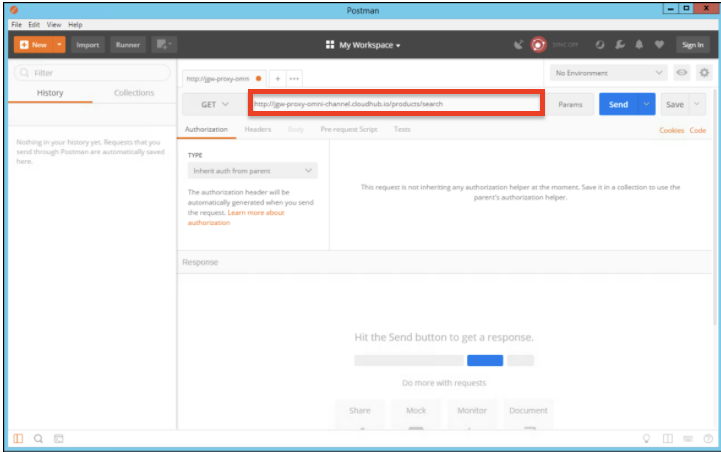 Postman
File Edit View Help
New Import Runner My Workspace SYNC OFF Sign In
Filter
History Collections
Nothing in your history yet. Requests that you
send through Postman are automatically saved
here.
http://jgw-proxy-omni + ••• No Environment
GET http://jgw-proxy-omni-channel.cloudhub.io/products/search Params Send Save
Authorization Headers Body Pre-request Script Tests Cookies Code
TYPE
Inherit auth from parent
The authorization header will be
automatically generated when you send
the request. Learn more about
authorization
This request is not inheriting any authorization helper at the moment. Save it in a collection to use the
parent's authorization helper.
Response
Hit the Send button to get a response.
Do more with requests
Share Mock Monitor Document